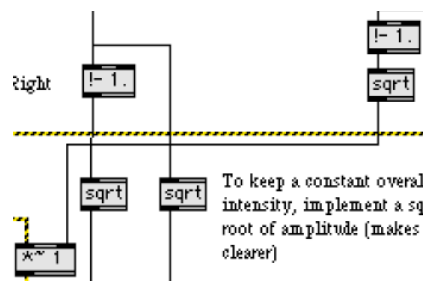 !- 1.
Right
!- 1.
sqrt
sqrt
sqrt
To keep a constant overal
intensity, implement a sq
root of amplitude (makes
clearer)
*~ 1